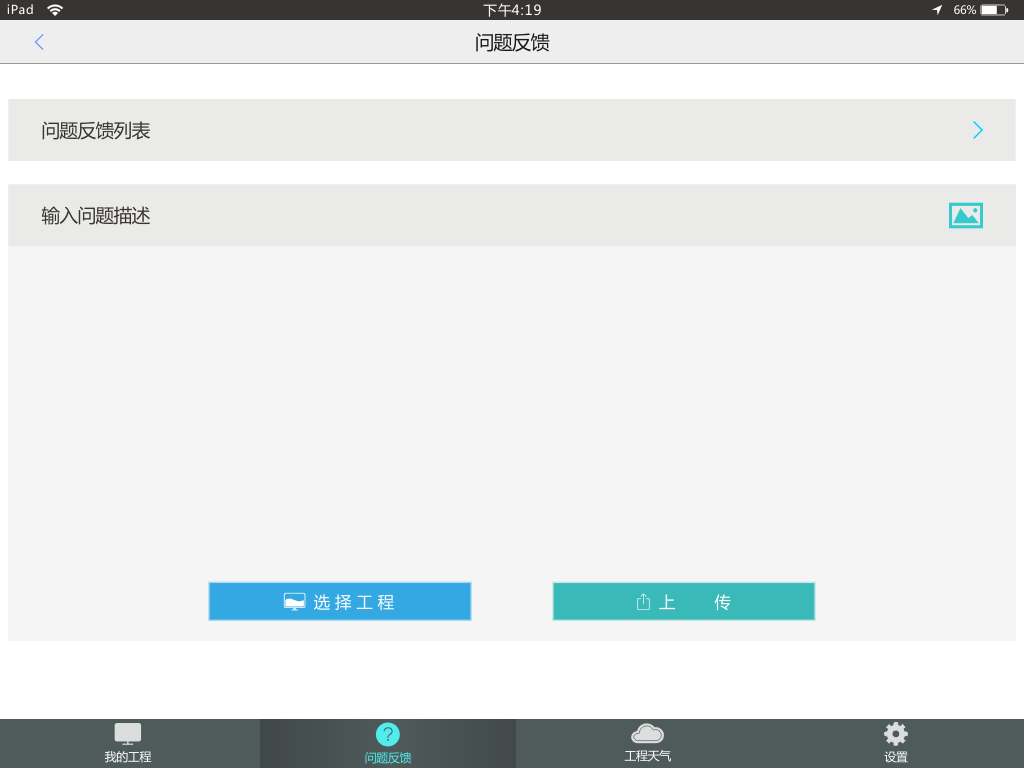 iPad 下午4:19 66%
问题反馈
问题反馈列表
输入问题描述
选择工程 上 传
我的工程 问题反馈 工程天气 设置